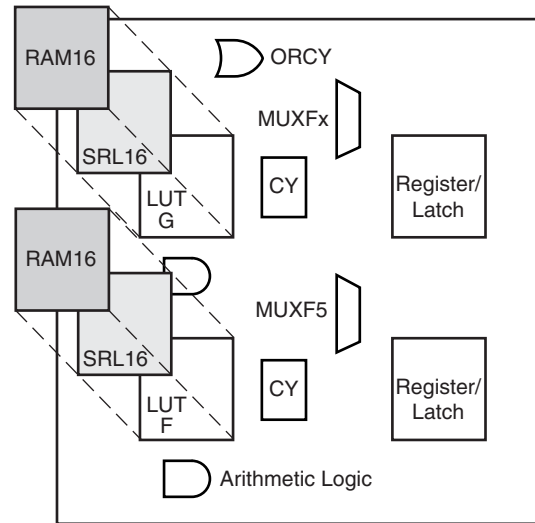 RAM16
ORCY
MUXFx
SRL16
CY
Register/
Latch
LUT
G
RAM16
MUXF5
SRL16
CY
Register/
Latch
LUT
F
Arithmetic Logic